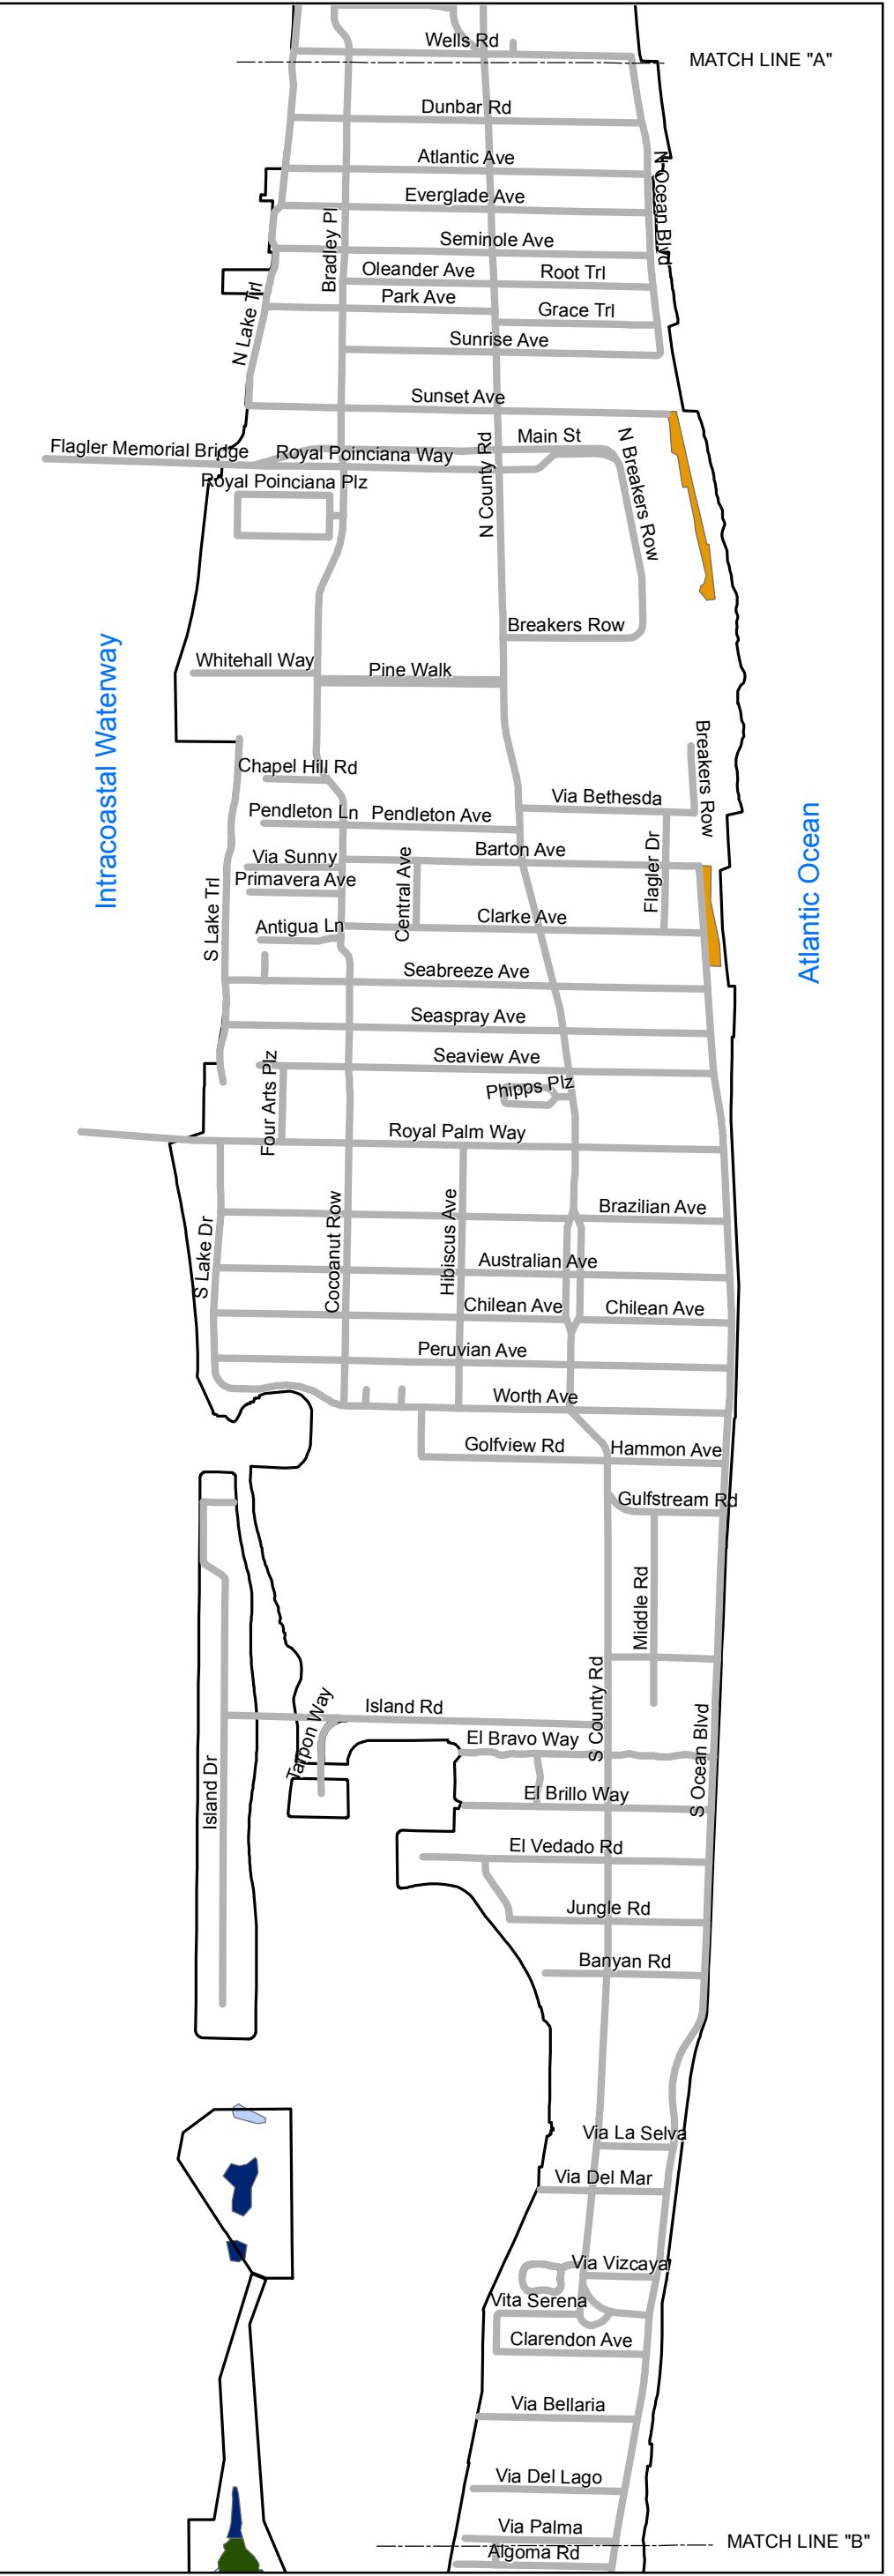 Wells Rd
MATCH LINE "A"
Dunbar Rd
Atlantic Ave
N Ocean Blvd
Everglade Ave
Bradley Pl
Seminole Ave
Oleander Ave
Root Trl
N Lake Trl
Park Ave
Grace Trl
Sunrise Ave
Sunset Ave
Flagler Memorial Bridge
Royal Poinciana Way
Main St
N County Rd
N Breakers Row
Royal Poinciana Plz
Breakers Row
Intracoastal Waterway
Whitehall Way
Pine Walk
Chapel Hill Rd
Breakers Row
Via Bethesda
Pendleton Ln
Pendleton Ave
Atlantic Ocean
Via Sunny
Barton Ave
Central Ave
Flagler Dr
Primavera Ave
S Lake Trl
Antigua Ln
Clarke Ave
Seabreeze Ave
Seaspray Ave
Seaview Ave
Four Arts Plz
Phipps Plz
Royal Palm Way
Cocoanut Row
Hibiscus Ave
Brazilian Ave
S Lake Dr
Australian Ave
Chilean Ave
Chilean Ave
Peruvian Ave
Worth Ave
Golfview Rd
Hammon Ave
Gulfstream Rd
Middle Rd
S County Rd
Island Rd
Tarpon Way
El Bravo Way
S Ocean Blvd
Island Dr
El Brillo Way
El Vedado Rd
Jungle Rd
Banyan Rd
Via La Selva
Via Del Mar
Via Vizcaya
Vita Serena
Clarendon Ave
Via Bellaria
Via Del Lago
Via Palma
MATCH LINE "B"
Algoma Rd